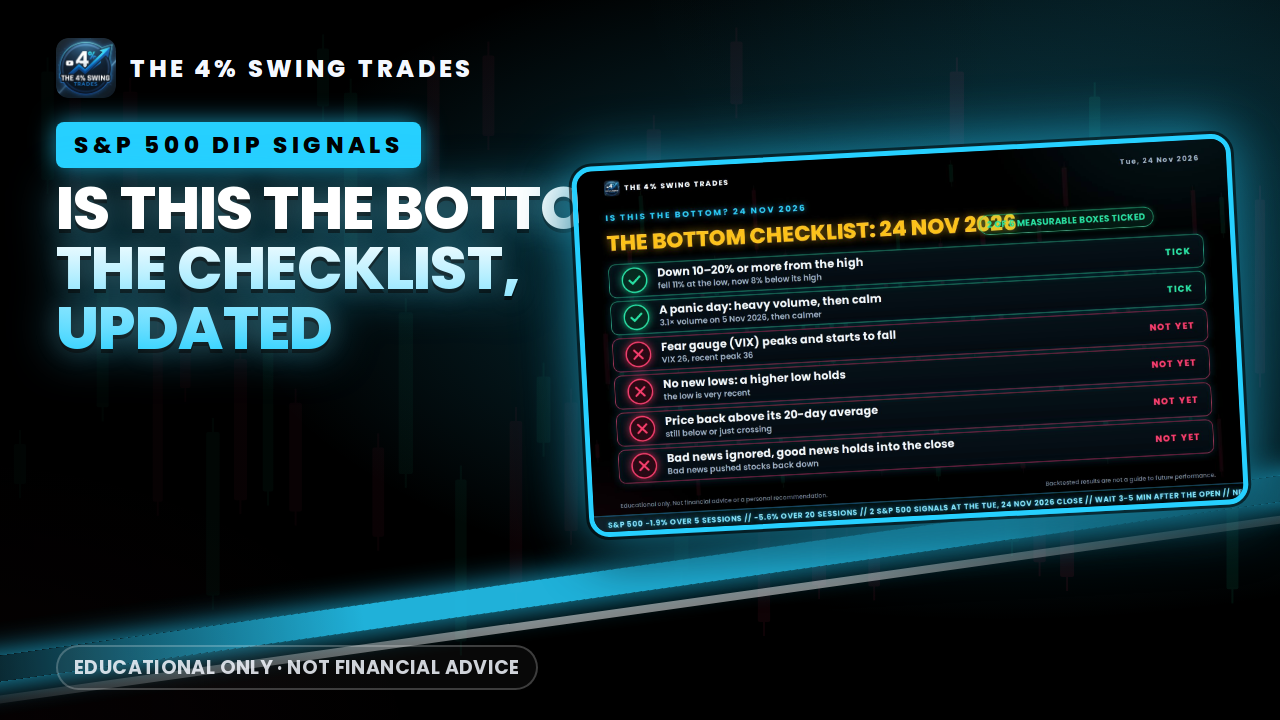 4%
THE 4% SWING
TRADES
THE 4% SWING TRADES
S&P 500 DIP SIGNALS
IS THIS THE BOTTO
THE CHECKLIST,
UPDATED
THE 4% SWING TRADES
Tue, 24 Nov 2026
IS THIS THE BOTTOM? 24 NOV 2026
THE BOTTOM CHECKLIST: 24 NOV 2026
MEASURABLE BOXES TICKED
Down 10–20% or more from the high
fell 11% at the low, now 8% below its high
TICK
A panic day: heavy volume, then calm
3.1× volume on 5 Nov 2026, then calmer
TICK
Fear gauge (VIX) peaks and starts to fall
VIX 26, recent peak 36
NOT YET
No new lows: a higher low holds
the low is very recent
NOT YET
Price back above its 20-day average
still below or just crossing
NOT YET
Bad news ignored, good news holds into the close
Bad news pushed stocks back down
NOT YET
Educational only. Not financial advice or a personal recommendation.
Backtested results are not a guide to future performance.
S&P 500 -1.9% OVER 5 SESSIONS // -5.6% OVER 20 SESSIONS // 2 S&P 500 SIGNALS AT THE TUE, 24 NOV 2026 CLOSE // WAIT 3-5 MIN AFTER THE OPEN //
EDUCATIONAL ONLY · NOT FINANCIAL ADVICE